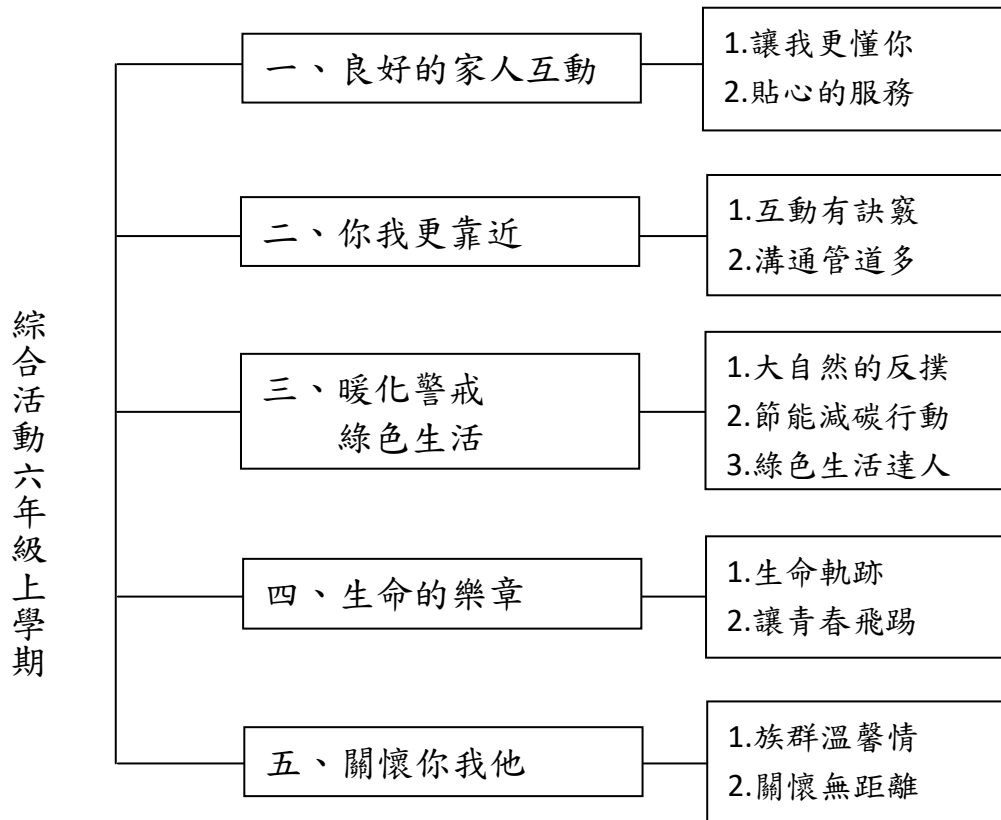 綜合活動六年級上學期
一、良好的家人互動
1.讓我更懂你
2.貼心的服務
二、你我更靠近
1.互動有訣竅
2.溝通管道多
三、暖化警戒
綠色生活
1.大自然的反撲
2.節能減碳行動
3.綠色生活達人
四、生命的樂章
1.生命軌跡
2.讓青春飛踢
五、關懷你我他
1.族群溫馨情
2.關懷無距離